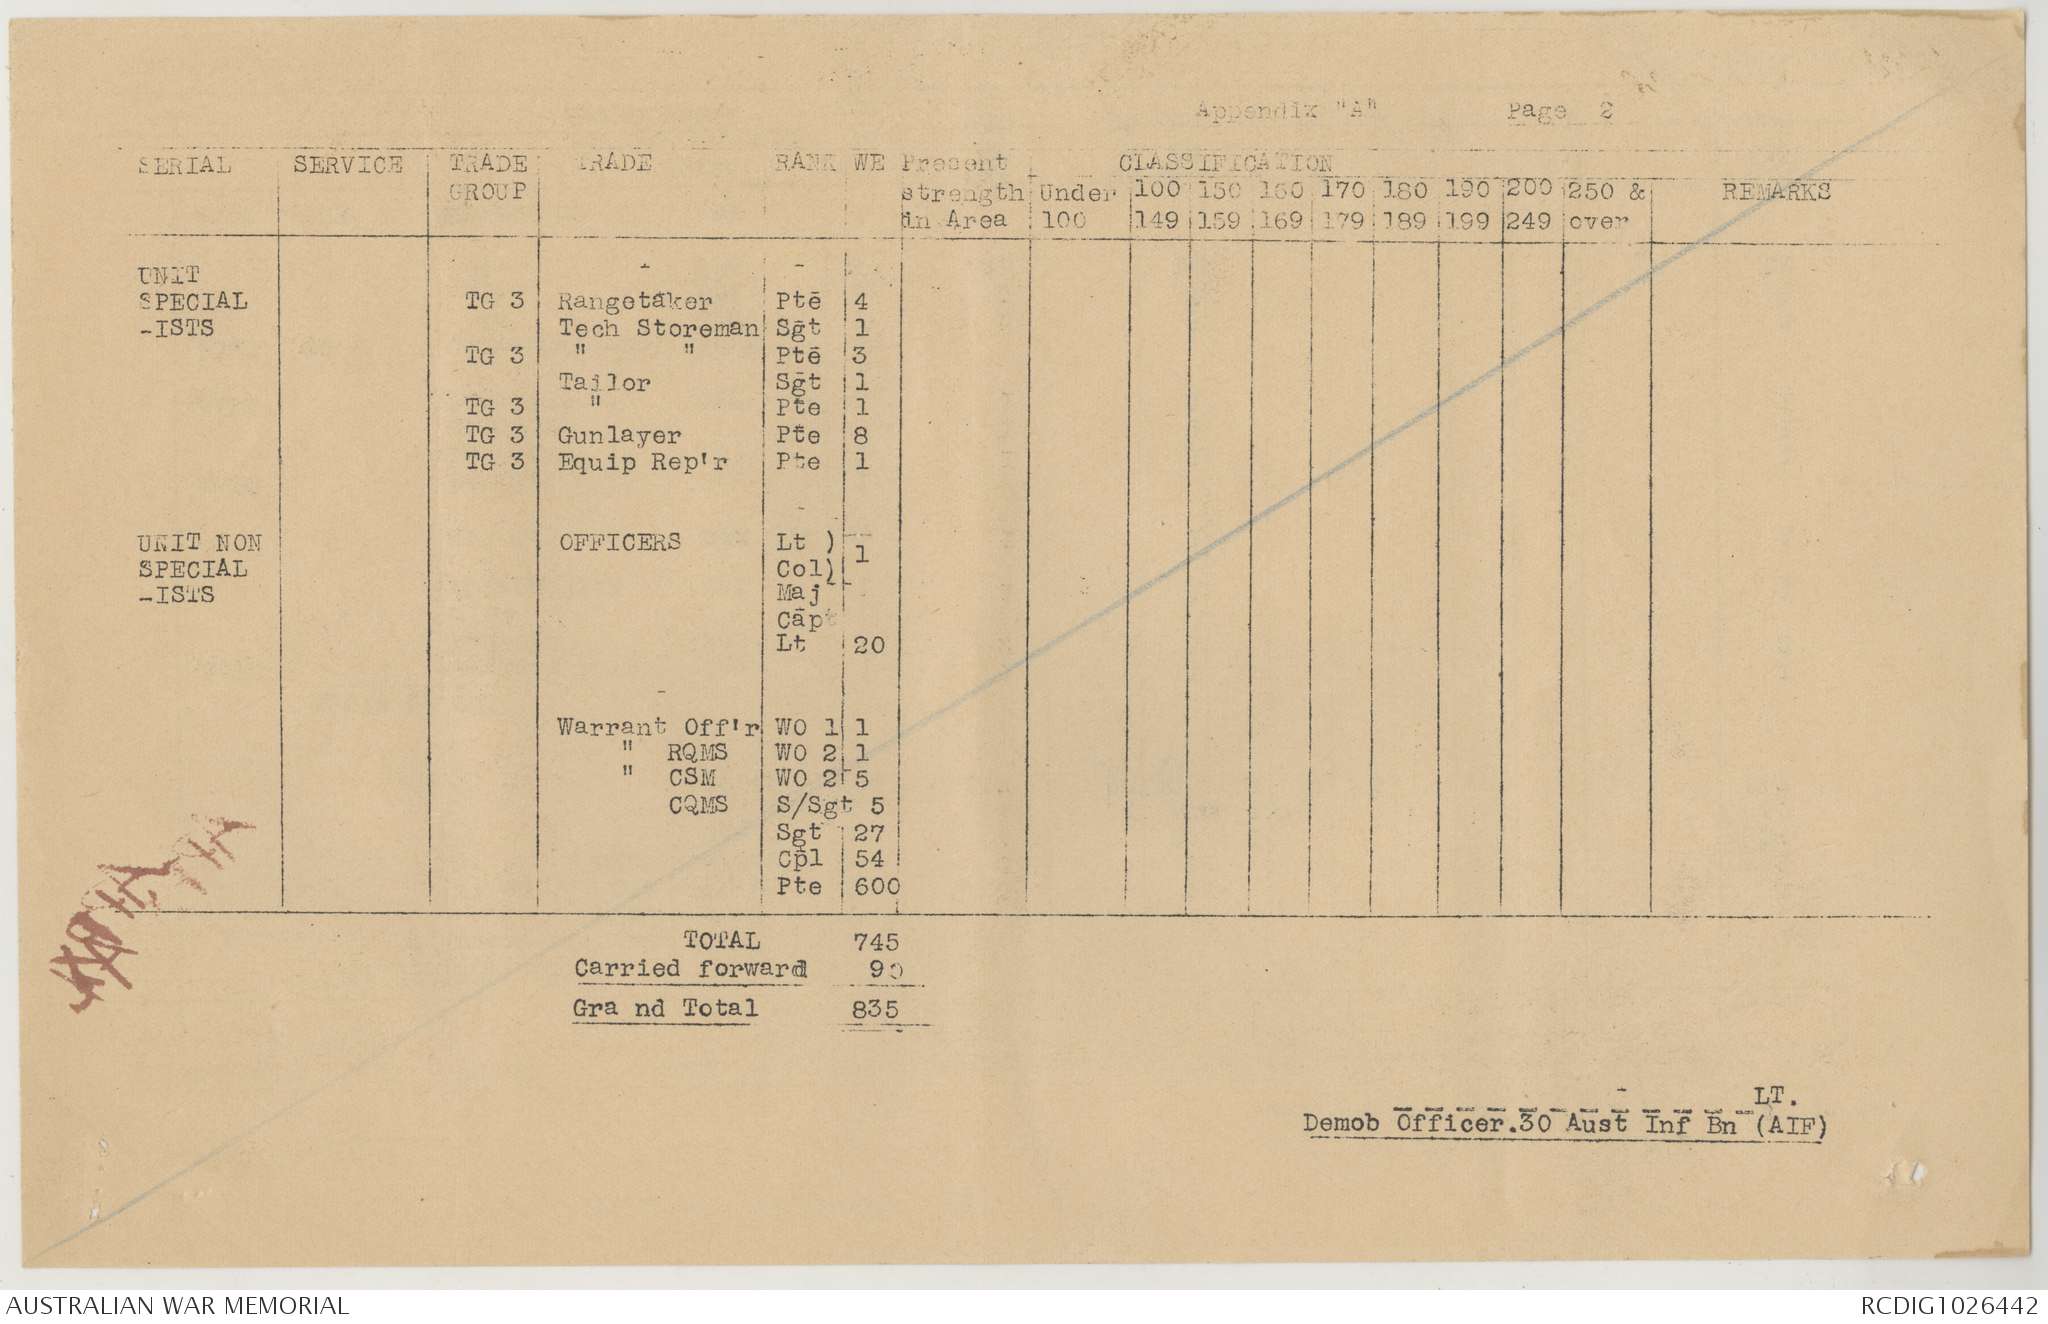 Appendix "A" Page 2
SERIAL SERVICE TRADE TRADE RANK WE Present CLASSIFICATION
GROUP strength Under 100 150 160 170 180 190 200 250 & REMARKS
in Area 100 149 159 169 179 189 199 249 over
UNIT
SPECIAL TG 3 Rangetaker Pte 4
-ISTS Tech Storeman Sgt 1
TG 3 " " Pte 3
Tailor Sgt 1
TG 3 " Pte 1
TG 3 Gunlayer Pte 8
TG 3 Equip Rep'r Pte 1
UNIT NON OFFICERS Lt ) 1
SPECIAL Col)
-ISTS Maj
Capt
Lt 20
Warrant Off'r WO 1 1
" RQMS WO 2 1
" CSM WO 2 5
CQMS S/Sgt 5
Sgt 27
Cpl 54
Pte 600
TOTAL 745
Carried forward 90
Gra nd Total 835
LT.
Demob Officer.30 Aust Inf Bn (AIF)
AUSTRALIAN WAR MEMORIAL RCDIG1026442